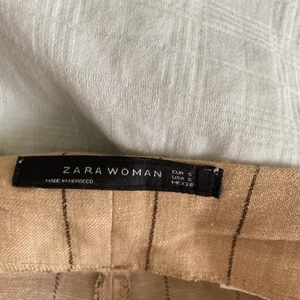 ZARA WOMAN
MADE IN MOROCCO
EUR S
USA S
MEX 26